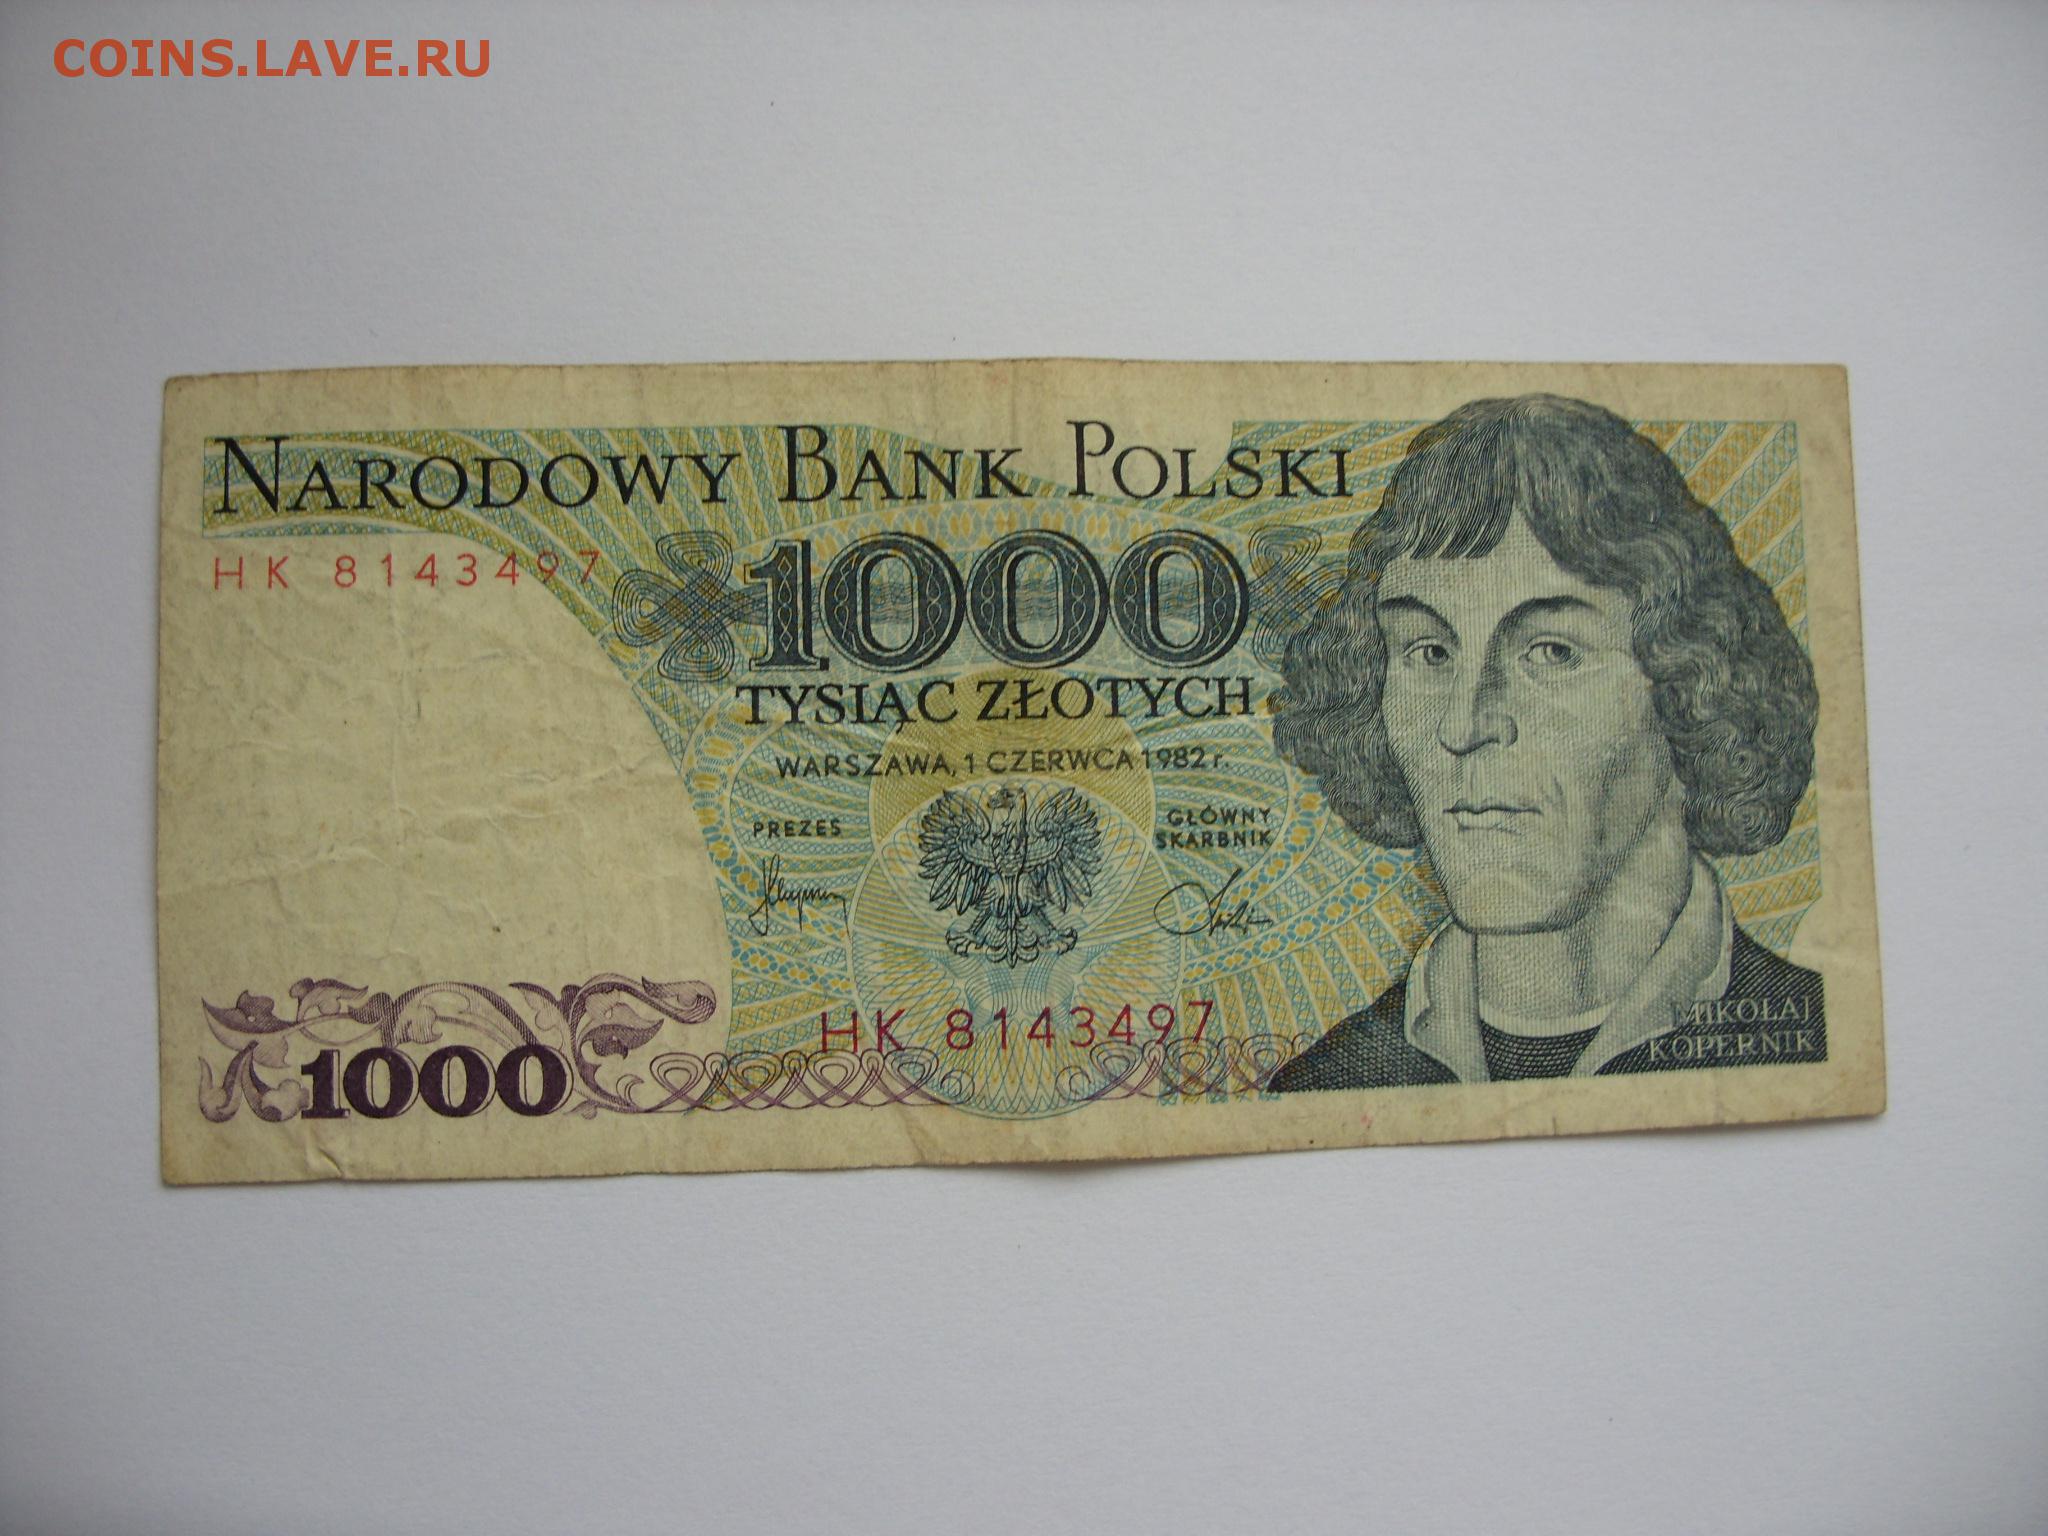 COINS.LAVE.RU
NARODOWY BANK POLSKI
HK 8143497
1000
TYSIĄC ZŁOTYCH
WARSZAWA, 1 CZERWCA 1982 r.
PREZES
GŁÓWNY
SKARBNIK
HK 8143497
1000
MIKOŁAJ
KOPERNIK